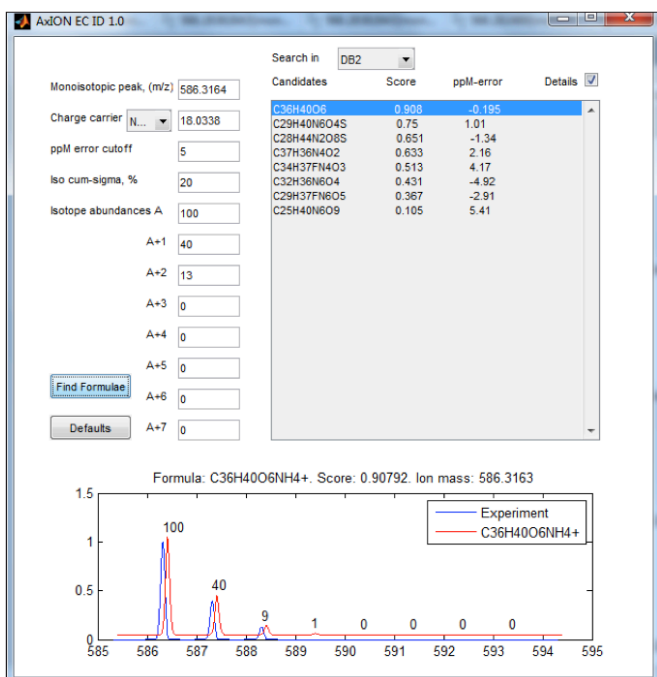 AxION EC ID 1.0
Search in DB2
Candidates Score ppM-error Details
Monoisotopic peak, (m/z) 586.3164
Charge carrier N... 18.0338
ppM error cutoff 5
Iso cum-sigma, % 20
Isotope abundances A 100
A+1 40
A+2 13
A+3 0
A+4 0
A+5 0
A+6 0
A+7 0
Find Formulae
Defaults
C36H40O6 0.908 -0.195
C29H40N6O4S 0.75 1.01
C28H44N2O8S 0.651 -1.34
C37H36N4O2 0.633 2.16
C34H37FN4O3 0.513 4.17
C32H36N6O4 0.431 -4.92
C29H37FN6O5 0.367 -2.91
C25H40N6O9 0.105 5.41
Formula: C36H40O6NH4+. Score: 0.90792. Ion mass: 586.3163
1.5
1
0.5
0
100
40
9
1
0
0
0
0
Experiment
C36H40O6NH4+
585 586 587 588 589 590 591 592 593 594 595